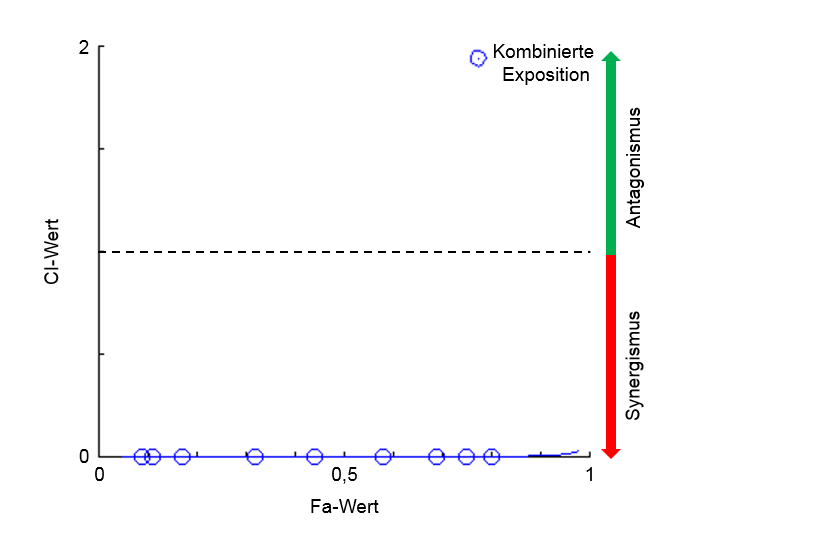 2
Kombinierte
Exposition
Antagonismus
CI-Wert
Synergismus
0
0
0,5
1
Fa-Wert